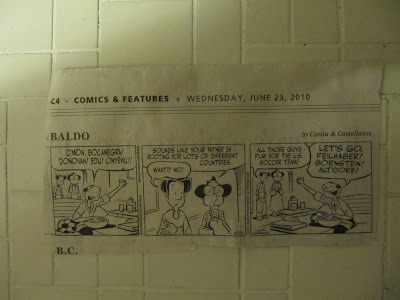 C4 • COMICS & FEATURES • WEDNESDAY, JUNE 23, 2010
BALDO
by Cantu & Castellanos
C'MON, BOCANEGRA!
DONOVAN! EDU! ONYEWU!!
SOUNDS LIKE YOUR FATHER IS
ROOTING FOR LOTS OF DIFFERENT
COUNTRIES.
WHAT?! NO!
ALL THOSE GUYS
PLAY FOR THE U.S.
SOCCER TEAM!
LET'S GO,
FEILHABER!
BORNSTEIN!
ALTIDORE!
B.C.